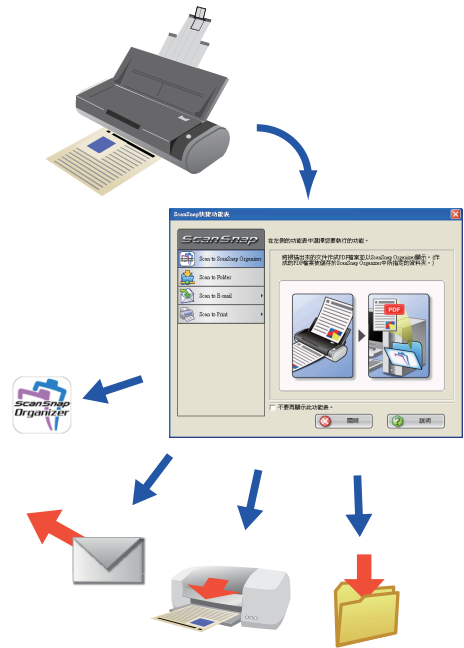 ScanSnap快捷功能表
ScanSnap
在左側的功能表中選擇您要執行的功能。
Scan to ScanSnap Organizer
Scan to Folder
Scan to E-mail
Scan to Print
將掃描出來的文件作成PDF檔案並以ScanSnap Organizer顯示。(作
成的PDF檔案被儲存於ScanSnap Organizer中所指定的資料夾。)
PDF
不要再顯示此功能表。
關閉
說明
ScanSnap
Organizer